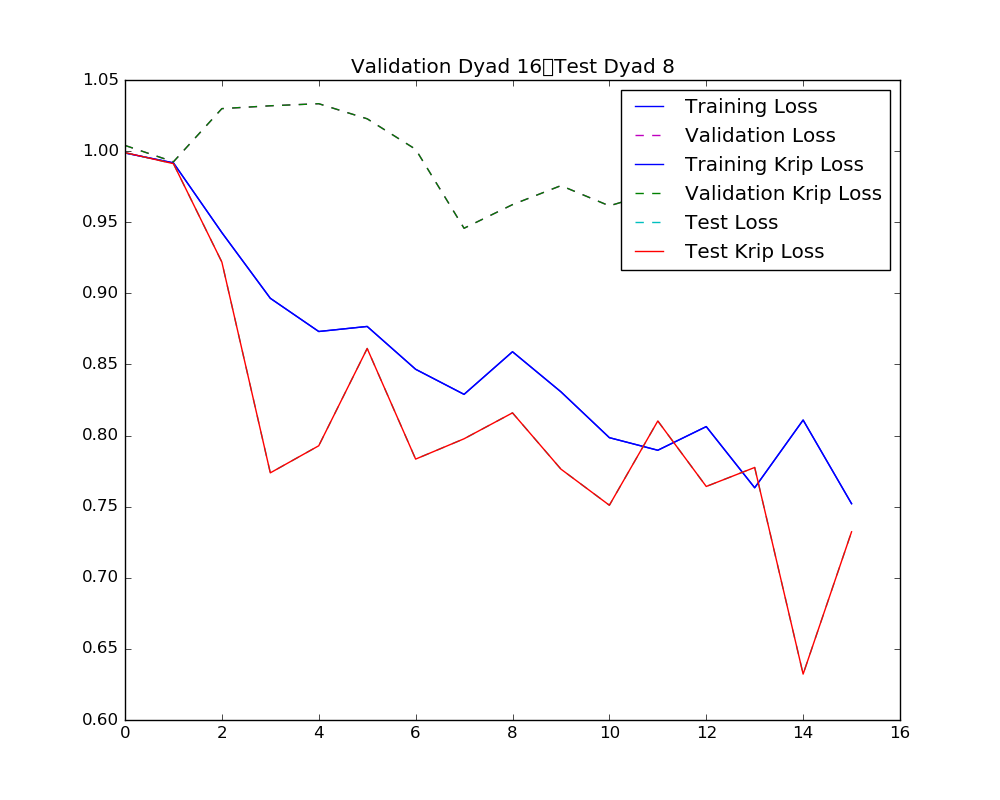 Validation Dyad 16▯Test Dyad 8
1.05
1.00
0.95
0.90
0.85
0.80
0.75
0.70
0.65
0.60
0 2 4 6 8 10 12 14 16
Training Loss
Validation Loss
Training Krip Loss
Validation Krip Loss
Test Loss
Test Krip Loss